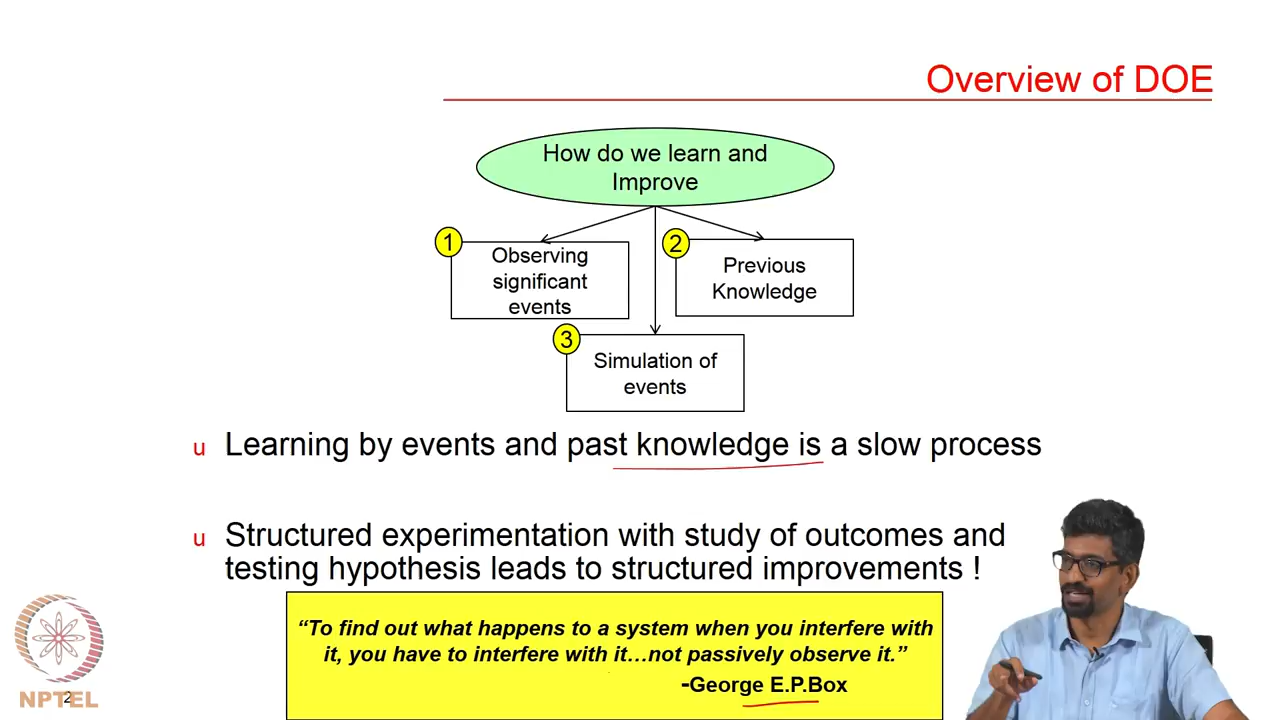 Overview of DOE
How do we learn and
Improve
1
Observing
significant
events
2
Previous
Knowledge
3
Simulation of
events
u Learning by events and past knowledge is a slow process
u Structured experimentation with study of outcomes and
testing hypothesis leads to structured improvements !
“To find out what happens to a system when you interfere with
it, you have to interfere with it…not passively observe it.”
-George E.P.Box
NPTEL
2